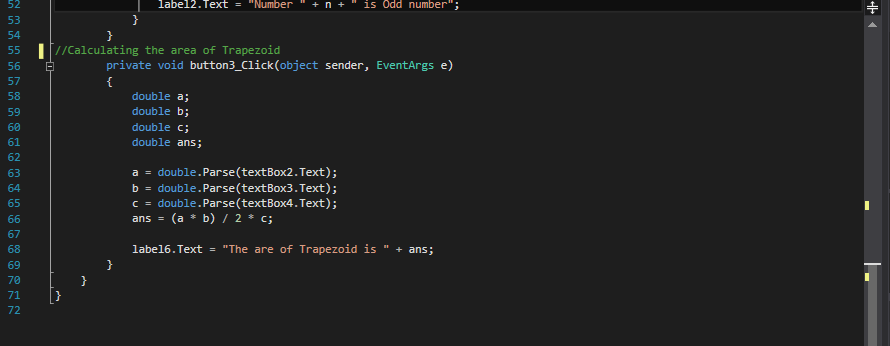 52 label2.Text = "Number " + n + " is Odd number";
53 }
54 }
55 //Calculating the area of Trapezoid
56 private void button3_Click(object sender, EventArgs e)
57 {
58 double a;
59 double b;
60 double c;
61 double ans;
62
63 a = double.Parse(textBox2.Text);
64 b = double.Parse(textBox3.Text);
65 c = double.Parse(textBox4.Text);
66 ans = (a * b) / 2 * c;
67
68 label6.Text = "The are of Trapezoid is " + ans;
69 }
70 }
71 }
72